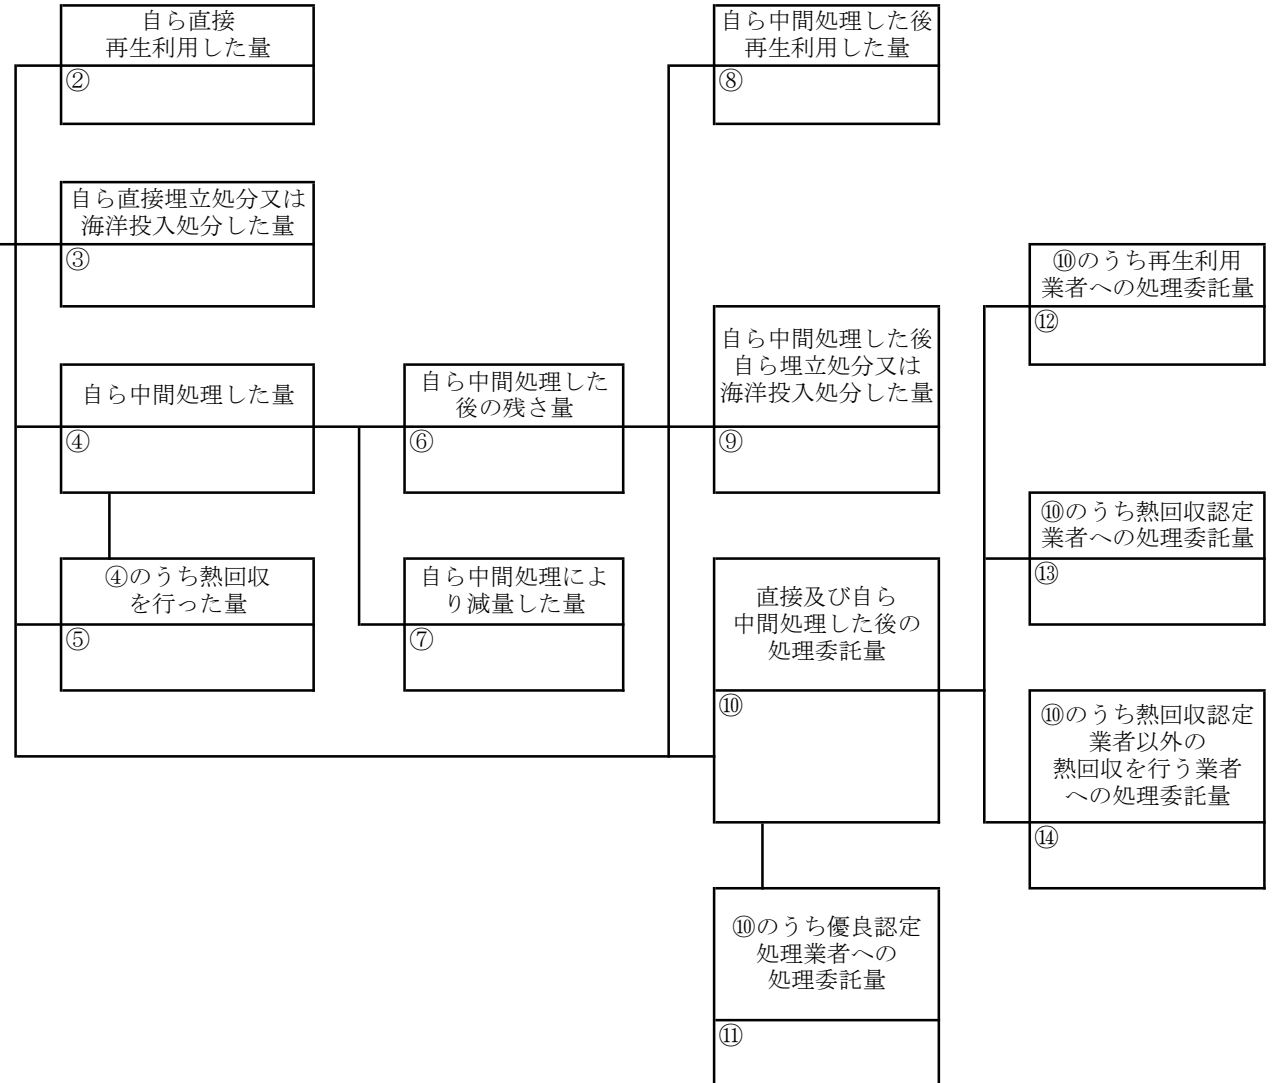 自ら直接
再生利用した量
②
自ら直接埋立処分又は
海洋投入処分した量
③
自ら中間処理した量
④
④のうち熱回収
を行った量
⑤
自ら中間処理した
後の残さ量
⑥
自ら中間処理によ
り減量した量
⑦
自ら中間処理した後
再生利用した量
⑧
自ら中間処理した後
自ら埋立処分又は
海洋投入処分した量
⑨
直接及び自ら
中間処理した後の
処理委託量
⑩
⑩のうち優良認定
処理業者への
処理委託量
⑪
⑩のうち再生利用
業者への処理委託量
⑫
⑩のうち熱回収認定
業者への処理委託量
⑬
⑩のうち熱回収認定
業者以外の
熱回収を行う業者
への処理委託量
⑭